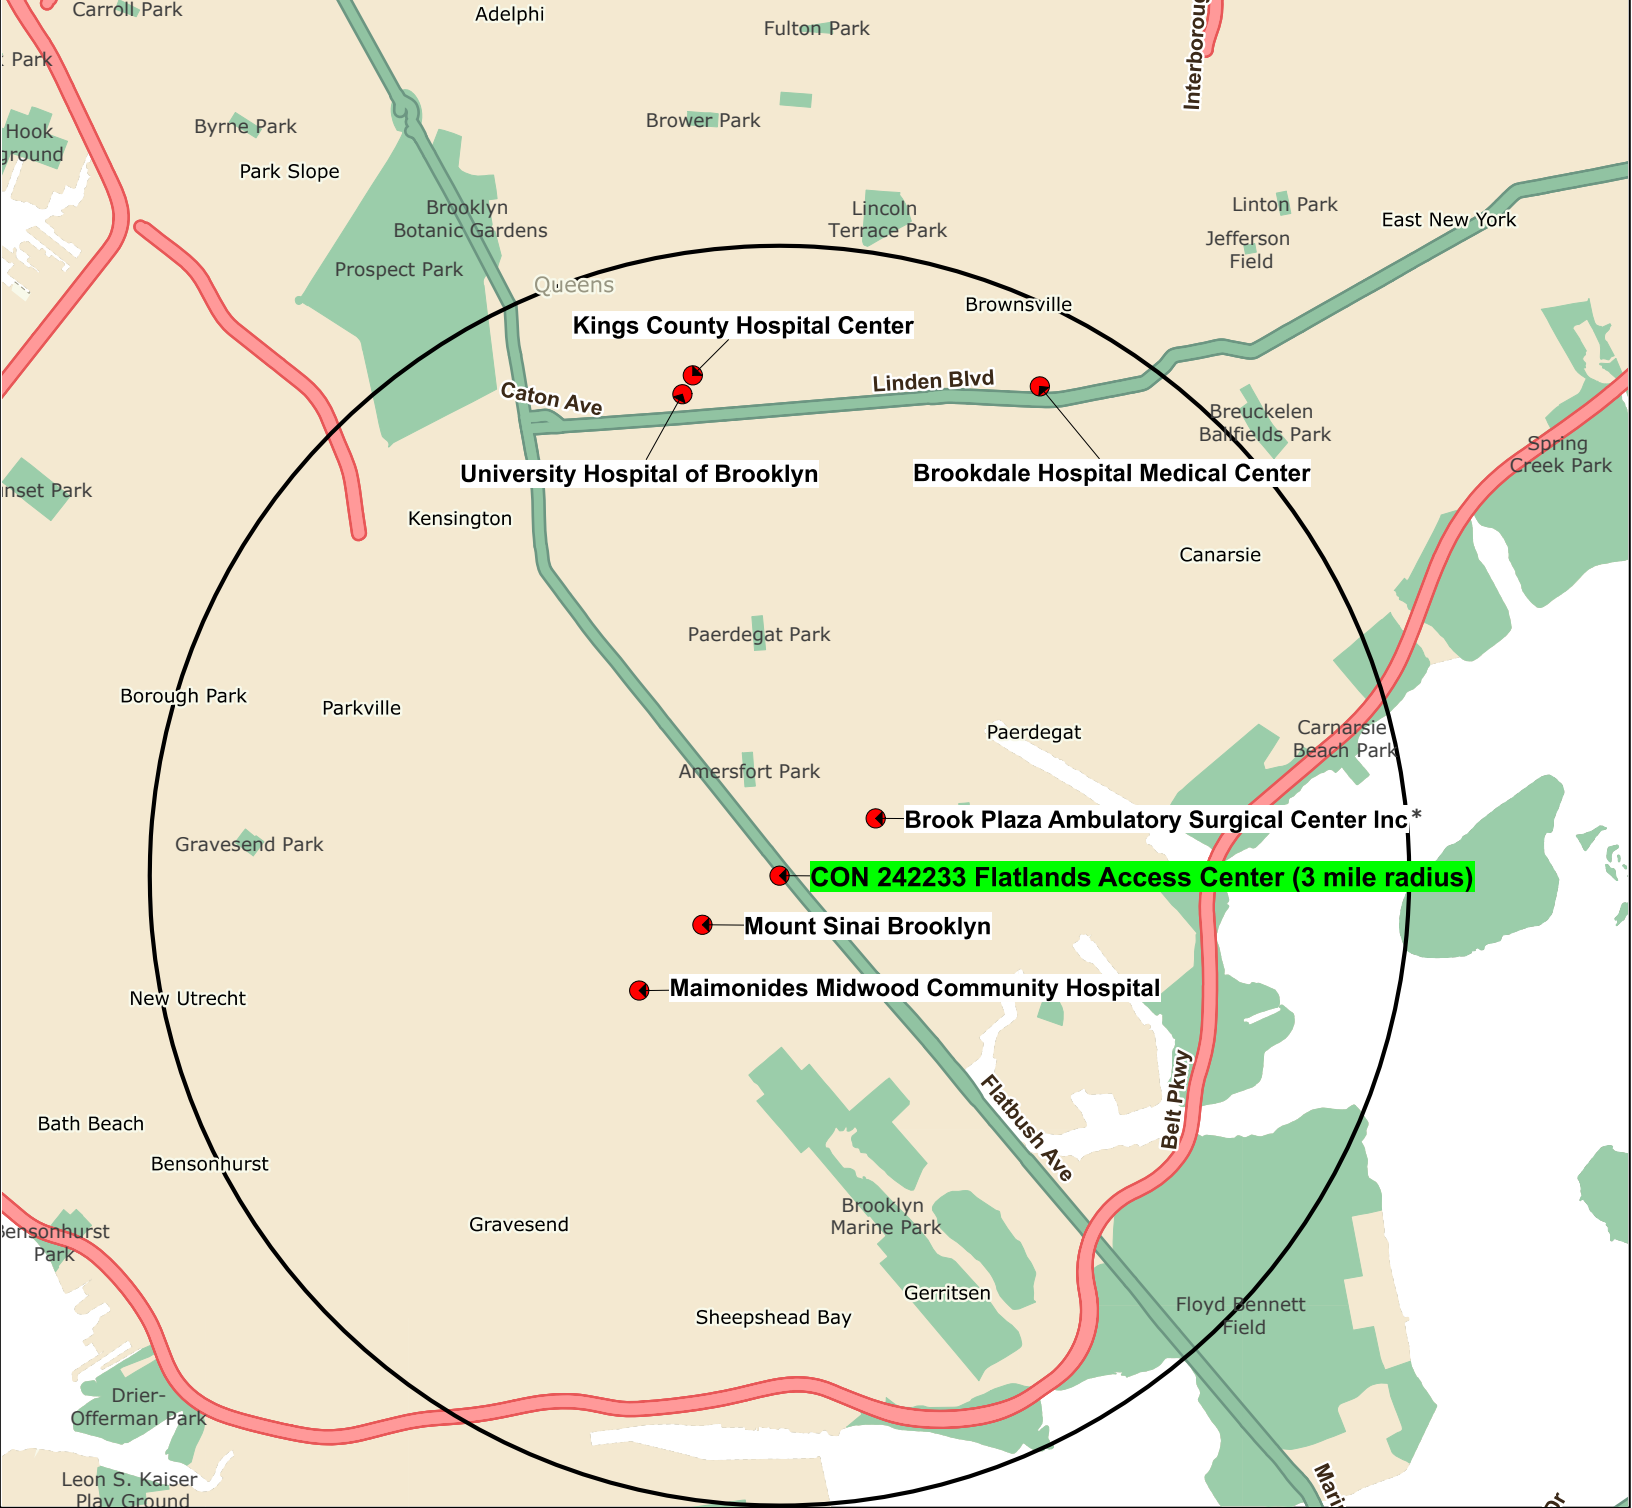 Carroll Park
Adelphi
Fulton Park
Interboroug
Park
Hook
ground
Byrne Park
Brower Park
Park Slope
Brooklyn
Botanic Gardens
Lincoln
Terrace Park
Linton Park
East New York
Jefferson
Field
Prospect Park
Queens
Brownsville
Kings County Hospital Center
Caton Ave
Linden Blvd
Breuckelen
Ballfields Park
Spring
Creek Park
University Hospital of Brooklyn
Brookdale Hospital Medical Center
nset Park
Kensington
Canarsie
Paerdegat Park
Borough Park
Parkville
Paerdegat
Carnarsie
Beach Park
Amersfort Park
Brook Plaza Ambulatory Surgical Center Inc*
Gravesend Park
CON 242233 Flatlands Access Center (3 mile radius)
Mount Sinai Brooklyn
Maimonides Midwood Community Hospital
New Utrecht
Flatbush Ave
Belt Pkwy
Bath Beach
Bensonhurst
Brooklyn
Marine Park
Gravesend
Bensonhurst
Park
Gerritsen
Floyd Bennett
Field
Sheepshead Bay
Drier-
Offerman Park
Leon S. Kaiser
Play Ground
Mari
Dr